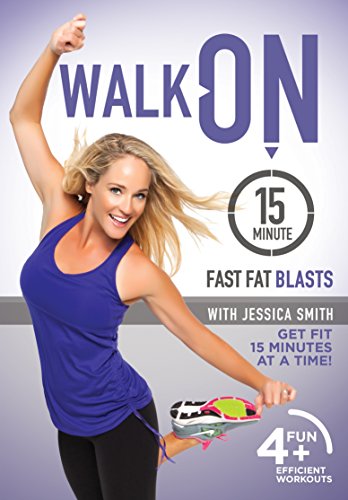 WALK ON
15
MINUTE
FAST FAT BLASTS
WITH JESSICA SMITH
GET FIT
15 MINUTES
AT A TIME!
4+ FUN
EFFICIENT
WORKOUTS